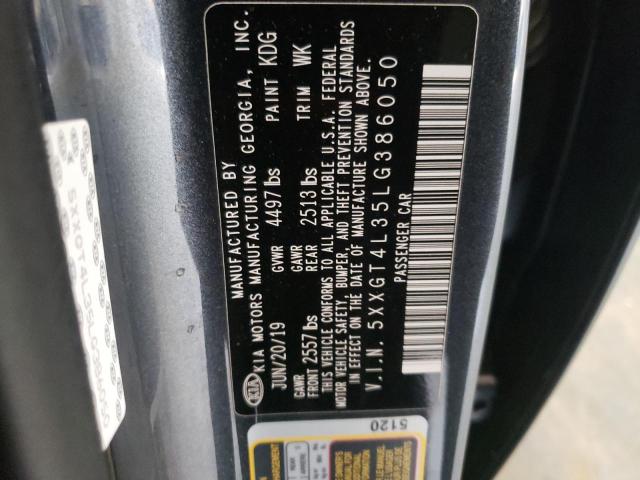 MANUFACTURED BY
KIA MOTORS MANUFACTURING GEORGIA, INC.
KIA
JUN/20/19 GVWR 4497 lbs PAINT KDG
GAWR FRONT 2557 lbs GAWR REAR 2513 lbs TRIM WK
THIS VEHICLE CONFORMS TO ALL APPLICABLE U.S.A. FEDERAL
MOTOR VEHICLE SAFETY, BUMPER, AND THEFT PREVENTION STANDARDS
IN EFFECT ON THE DATE OF MANUFACTURE SHOWN ABOVE.
V.I.N. 5XXGT4L35LG386050
PASSENGER CAR
5XXGT4L35LG386050
5120